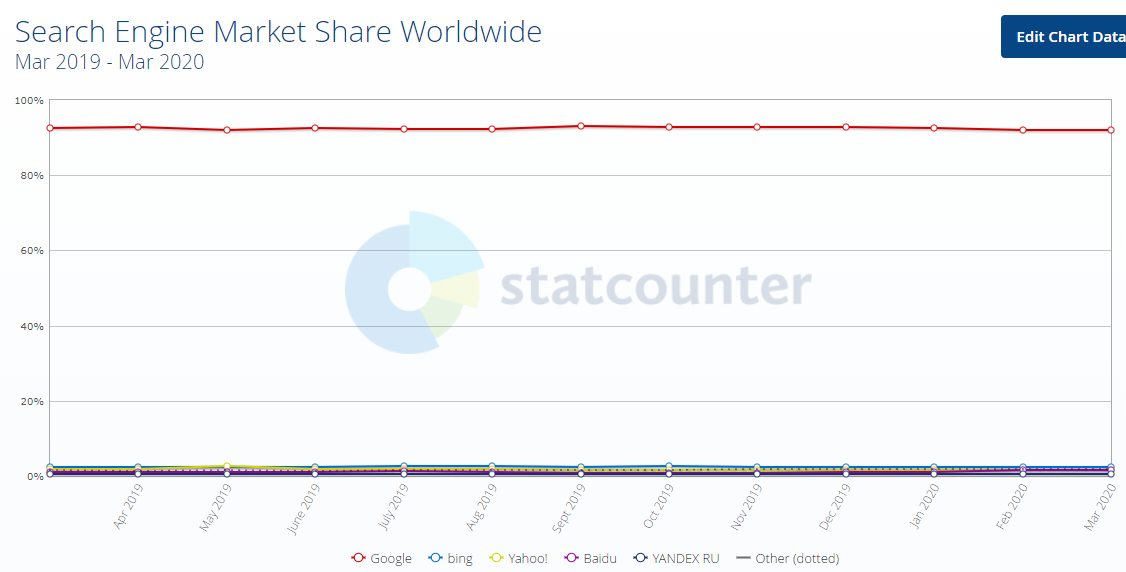 Search Engine Market Share Worldwide
Edit Chart Data
Mar 2019 - Mar 2020
100%
80%
60%
statcounter
40%
20%
0%
Apr 2019
May 2019
June 2019
July 2019
Aug 2019
Sept 2019
Oct 2019
Nov 2019
Dec 2019
Jan 2020
Feb 2020
Mar 2020
Google bing Yahoo! Baidu YANDEX RU Other (dotted)